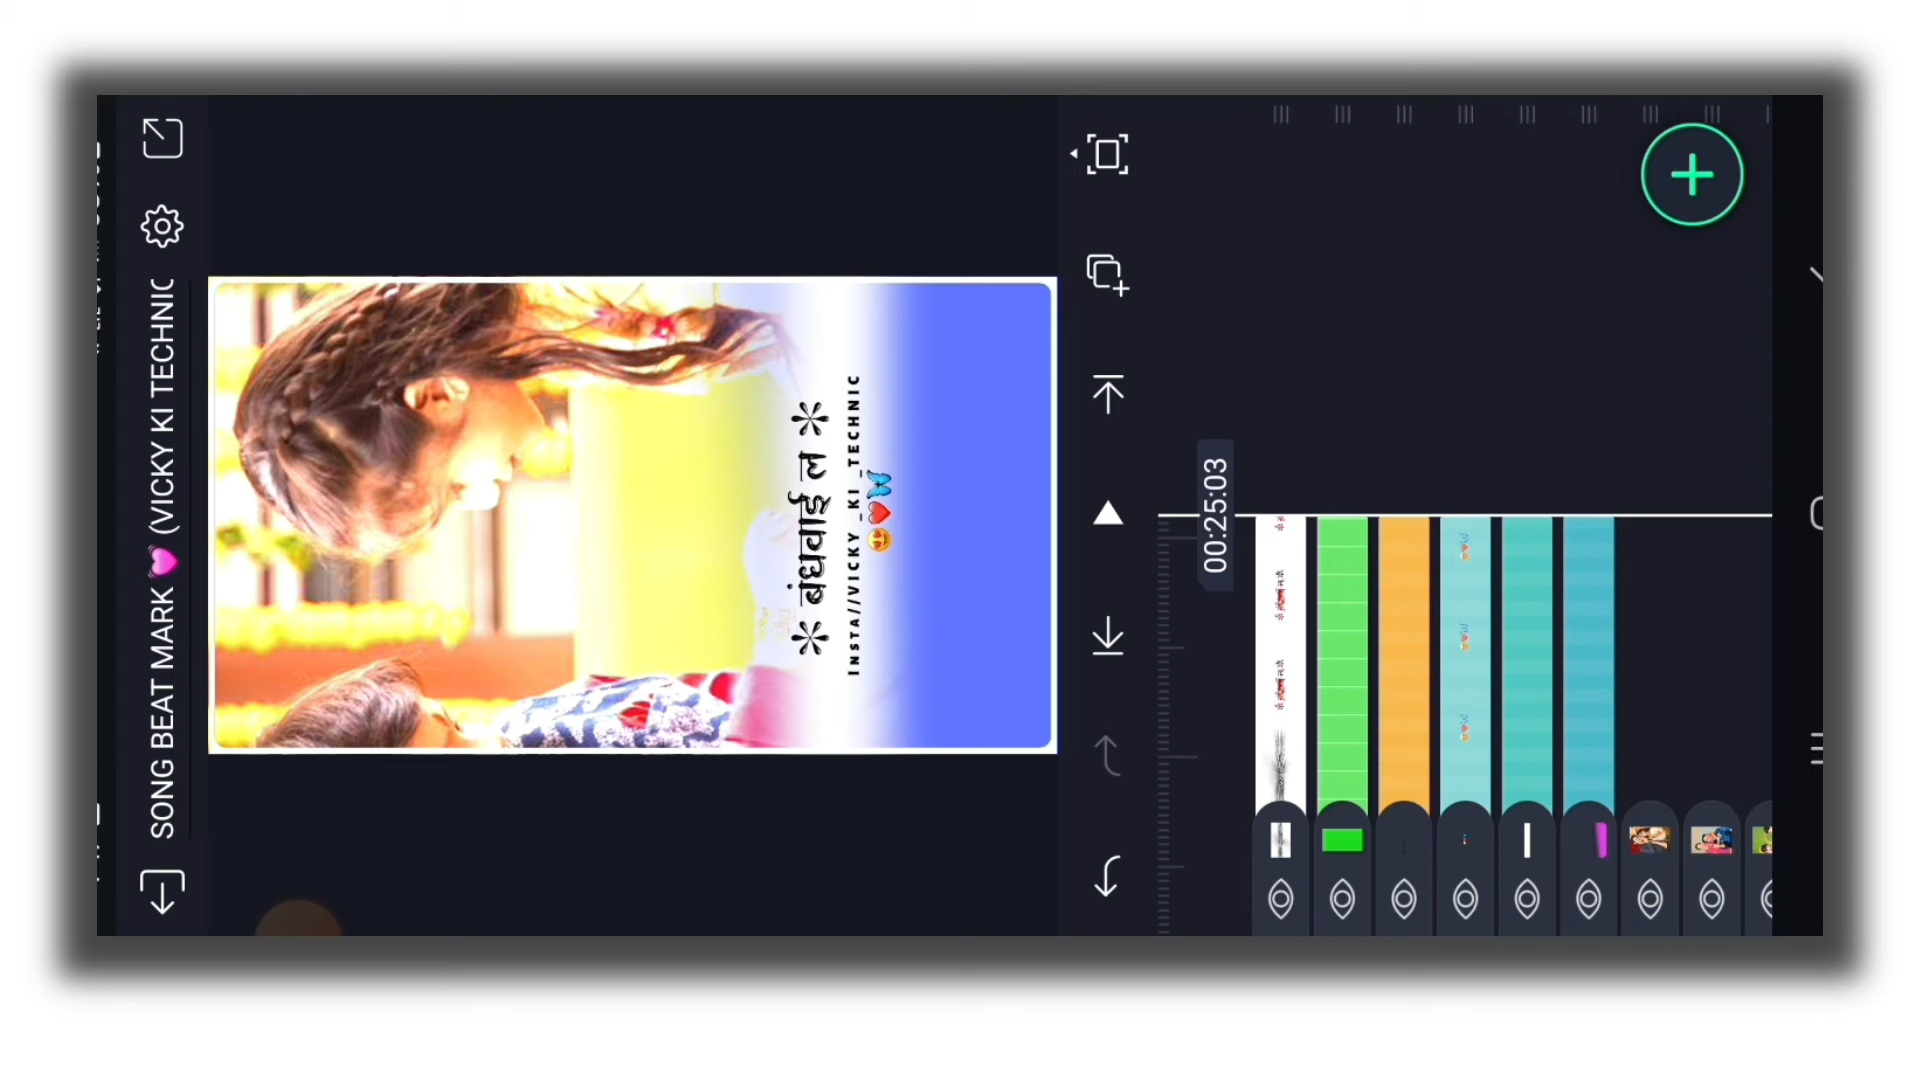 SONG BEAT MARK 💓 (VICKY KI TECHNIC
* बंधवाई ल *
INSTA//VICKY_KI_TECHNIC
😍❤️🦋
00:25:03